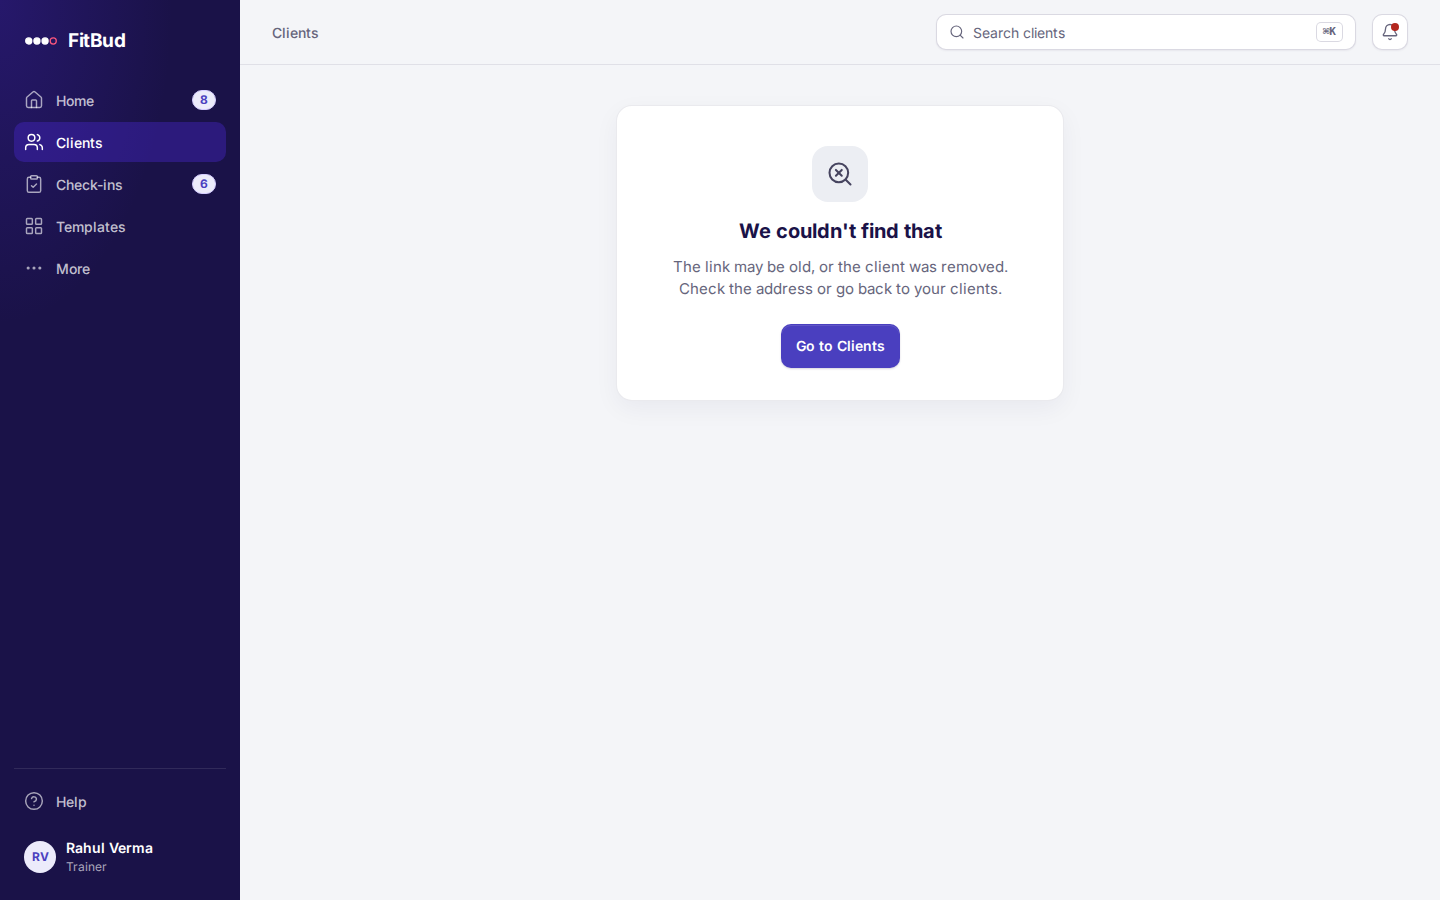 FitBud
Home 8
Clients
Check-ins 6
Templates
More
Help
RV
Rahul Verma
Trainer
Clients
Search clients
⌘K
We couldn't find that
The link may be old, or the client was removed.
Check the address or go back to your clients.
Go to Clients